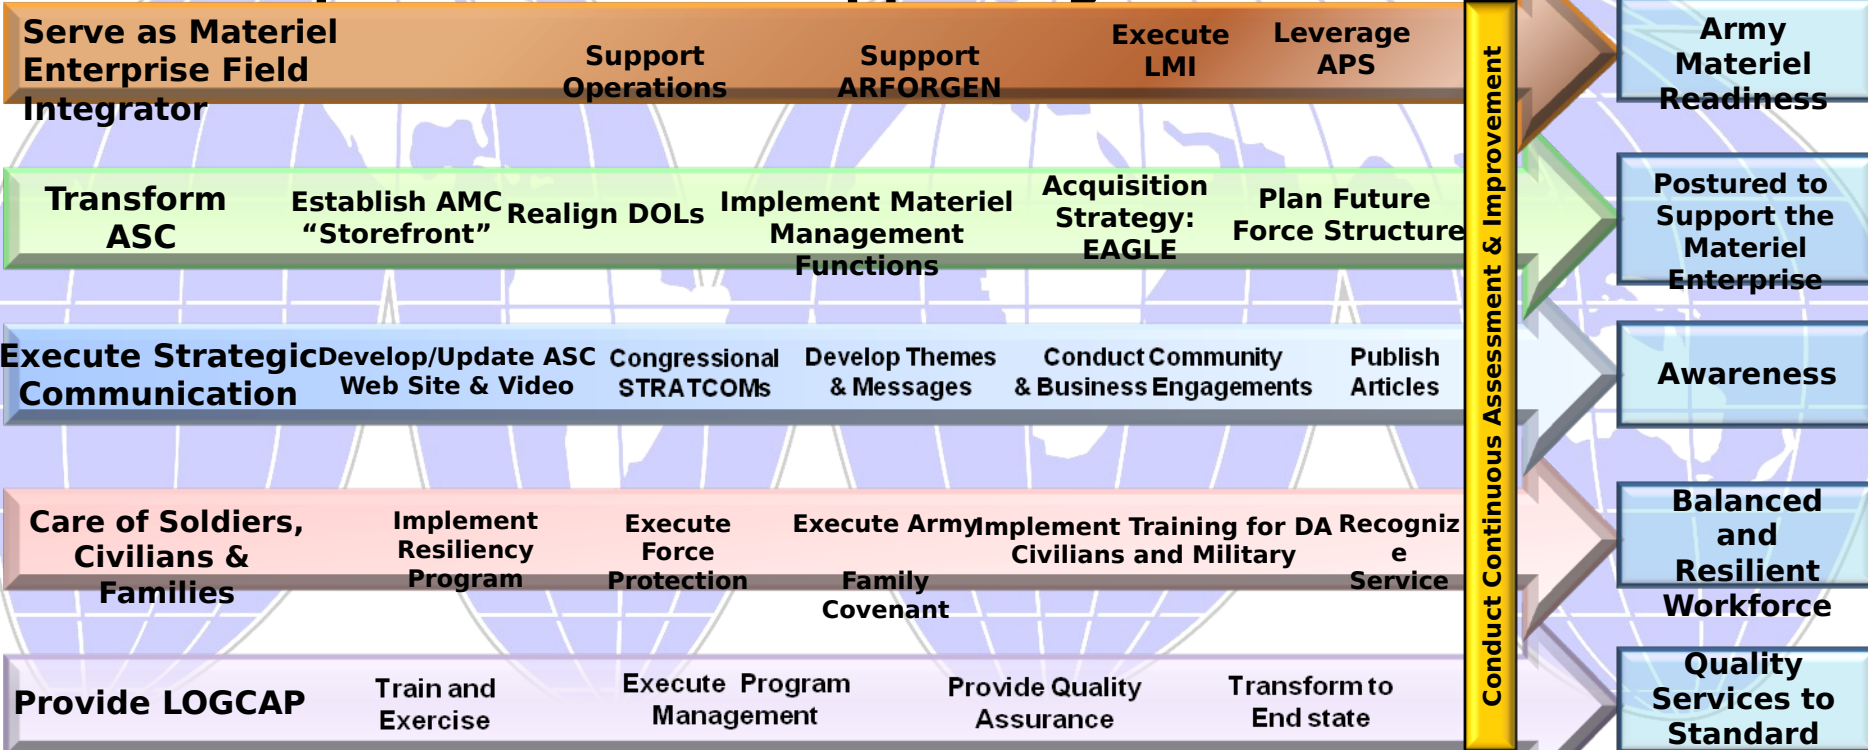 Serve as Materiel
Enterprise Field
Integrator
Support
Operations
Support
ARFORGEN
Execute
LMI
Leverage
APS
Army
Materiel
Readiness
Transform
ASC
Establish AMC
“Storefront”
Realign DOLs
Implement Materiel
Management
Functions
Acquisition
Strategy:
EAGLE
Plan Future
Force Structure
Postured to
Support the
Materiel
Enterprise
Execute Strategic
Communication
Develop/Update ASC
Web Site & Video
Congressional
STRATCOMs
Develop Themes
& Messages
Conduct Community
& Business Engagements
Publish
Articles
Awareness
Care of Soldiers,
Civilians &
Families
Implement
Resiliency
Program
Execute
Force
Protection
Execute Army
Family
Covenant
Implement Training for DA
Civilians and Military
Recogniz
e
Service
Balanced
and
Resilient
Workforce
Provide LOGCAP
Train and
Exercise
Execute Program
Management
Provide Quality
Assurance
Transform to
End state
Quality
Services to
Standard
Conduct Continuous Assessment & Improvement